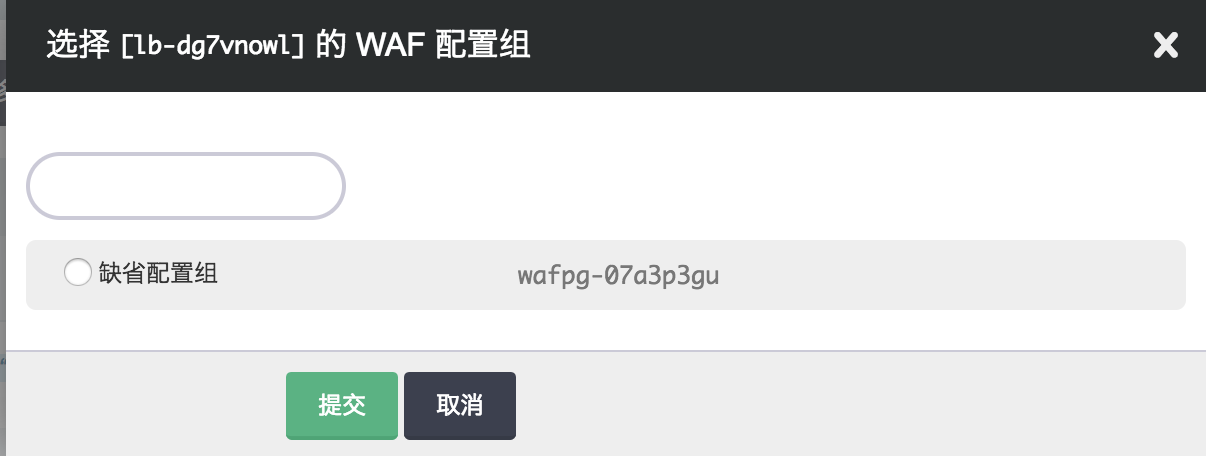 选择 [lb-dg7vnowl] 的 WAF 配置组
缺省配置组 wafpg-07a3p3gu
提交 取消